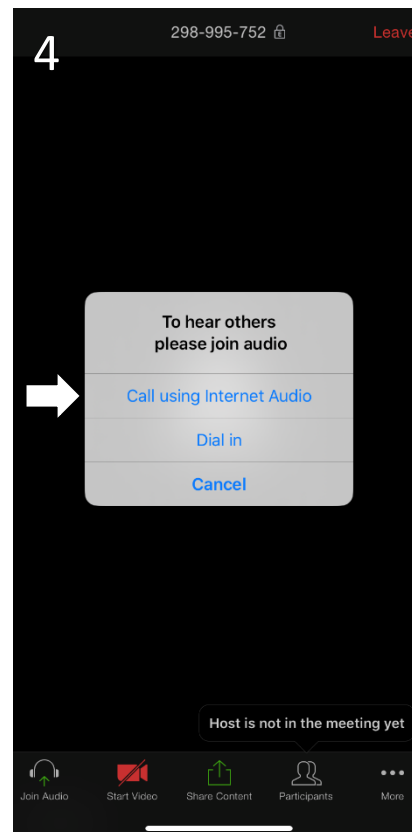 4
298-995-752
Leave
To hear others
please join audio
Call using Internet Audio
Dial in
Cancel
Host is not in the meeting yet
Join Audio
Start Video
Share Content
Participants
More